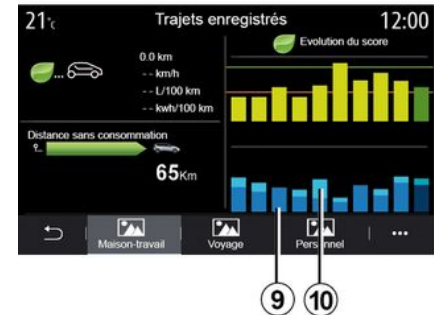 21°C Trajets enregistrés 12:00
0.0 km
-- km/h
-- L/100 km
-- kwh/100 km
Evolution du score
Distance sans consommation
65Km
Maison-travail
Voyage
Personnel
9 10